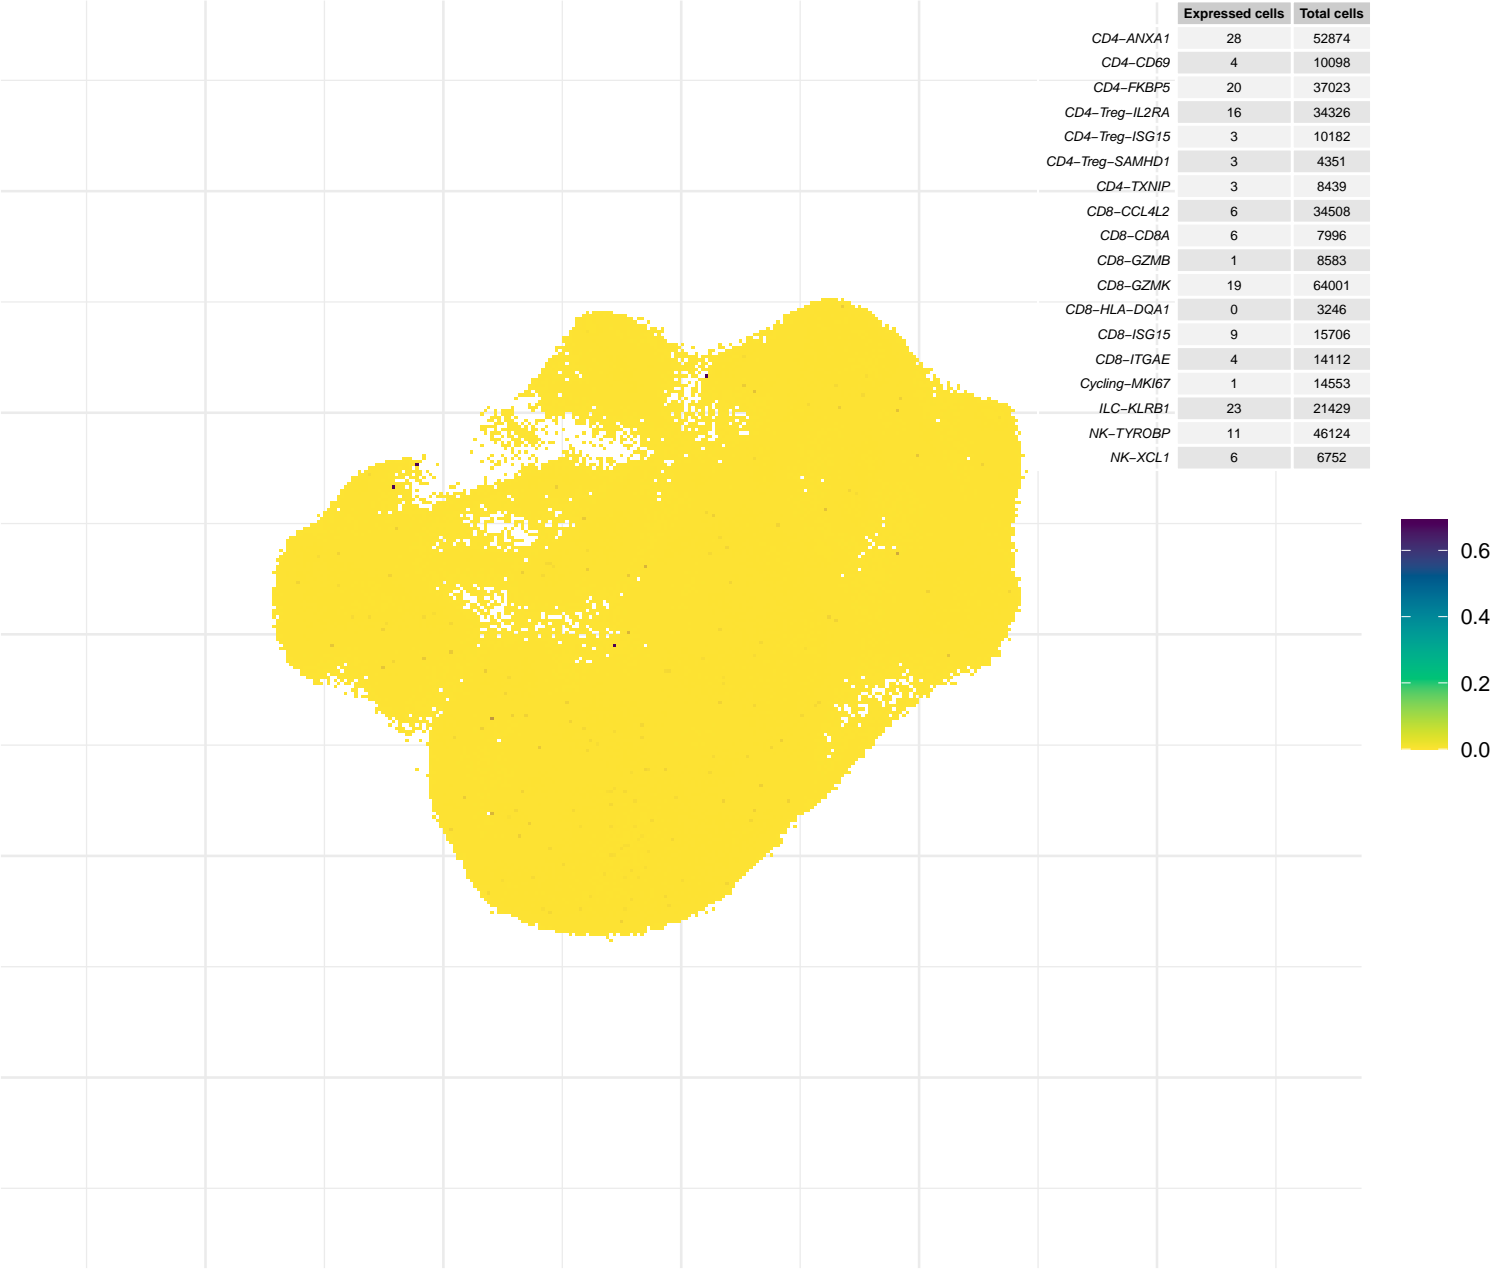 Expressed cells Total cells
CD4−ANXA1 28 52874
CD4−CD69 4 10098
CD4−FKBP5 20 37023
CD4−Treg−IL2RA 16 34326
CD4−Treg−ISG15 3 10182
CD4−Treg−SAMHD1 3 4351
CD4−TXNIP 3 8439
CD8−CCL4L2 6 34508
CD8−CD8A 6 7996
CD8−GZMB 1 8583
CD8−GZMK 19 64001
CD8−HLA−DQA1 0 3246
CD8−ISG15 9 15706
CD8−ITGAE 4 14112
Cycling−MKI67 1 14553
ILC−KLRB1 23 21429
NK−TYROBP 11 46124
NK−XCL1 6 6752
0.6
0.4
0.2
0.0